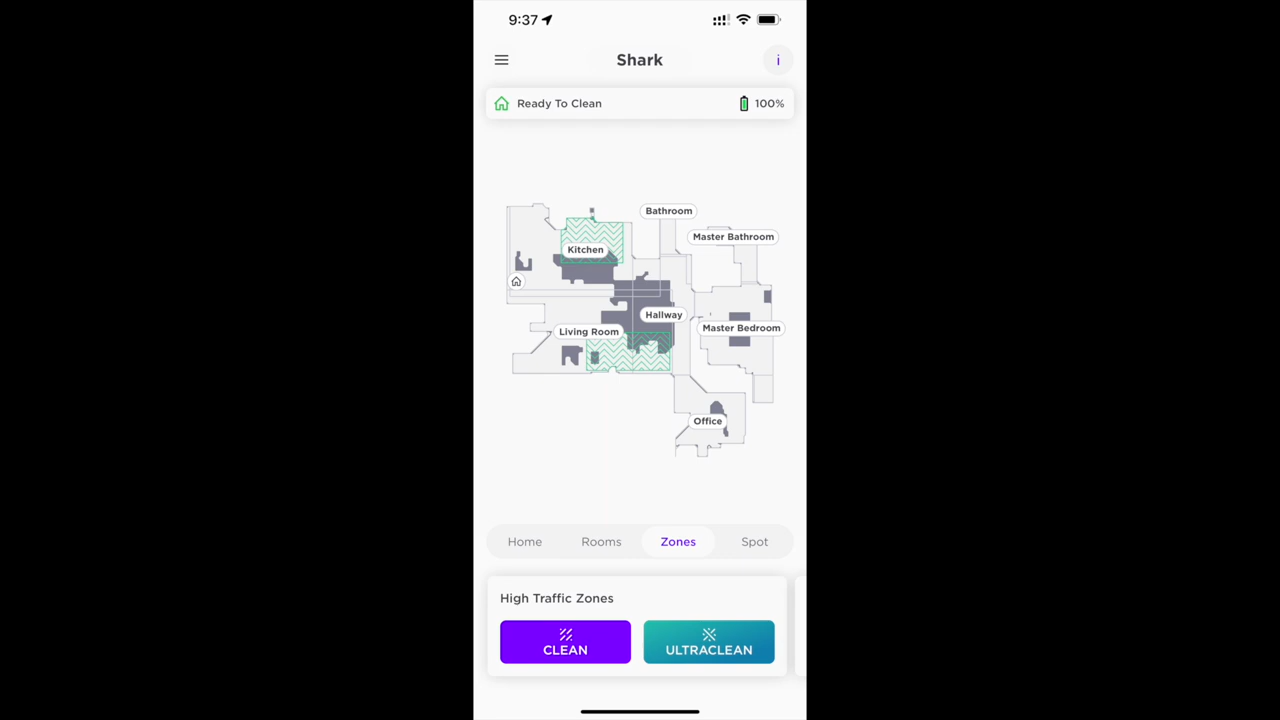 9:37
Shark
i
Ready To Clean 100%
Bathroom
Master Bathroom
Kitchen
Hallway
Master Bedroom
Living Room
Office
Home Rooms Zones Spot
High Traffic Zones
CLEAN ULTRACLEAN